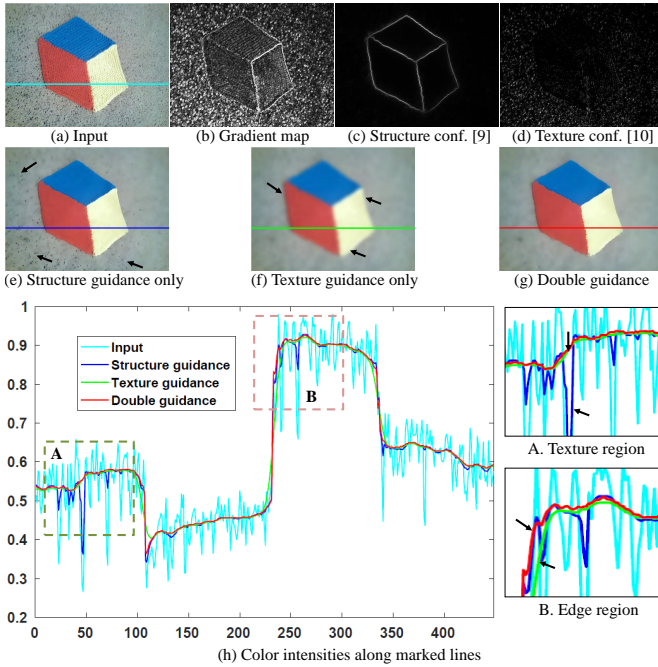 (a) Input
(b) Gradient map
(c) Structure conf. [9]
(d) Texture conf. [10]
(e) Structure guidance only
(f) Texture guidance only
(g) Double guidance
1
0.9
0.8
0.7
0.6
0.5
0.4
0.3
0.2
0
50
100
150
200
250
300
350
400
Input
Structure guidance
Texture guidance
Double guidance
A
B
A. Texture region
B. Edge region
(h) Color intensities along marked lines